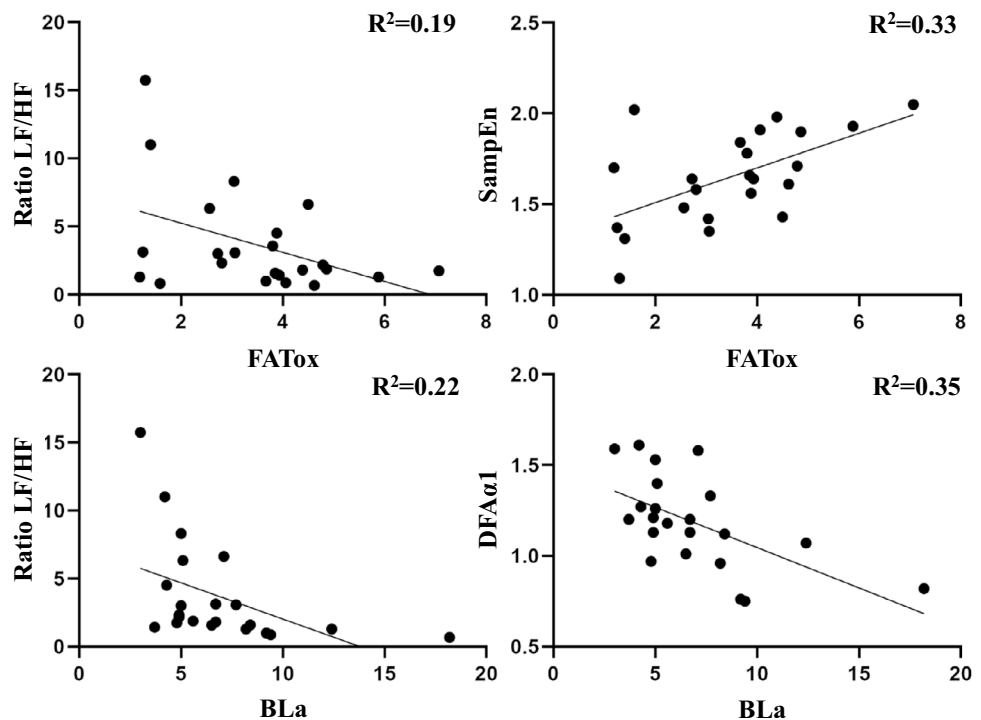 R²=0.19
Ratio LF/HF
20
15
10
5
0
0 2 4 6 8
FATox
R²=0.33
SampEn
2.5
2.0
1.5
1.0
0 2 4 6 8
FATox
R²=0.22
Ratio LF/HF
20
15
10
5
0
0 5 10 15 20
BLa
R²=0.35
DFAα1
2.0
1.5
1.0
0.5
0 5 10 15 20
BLa